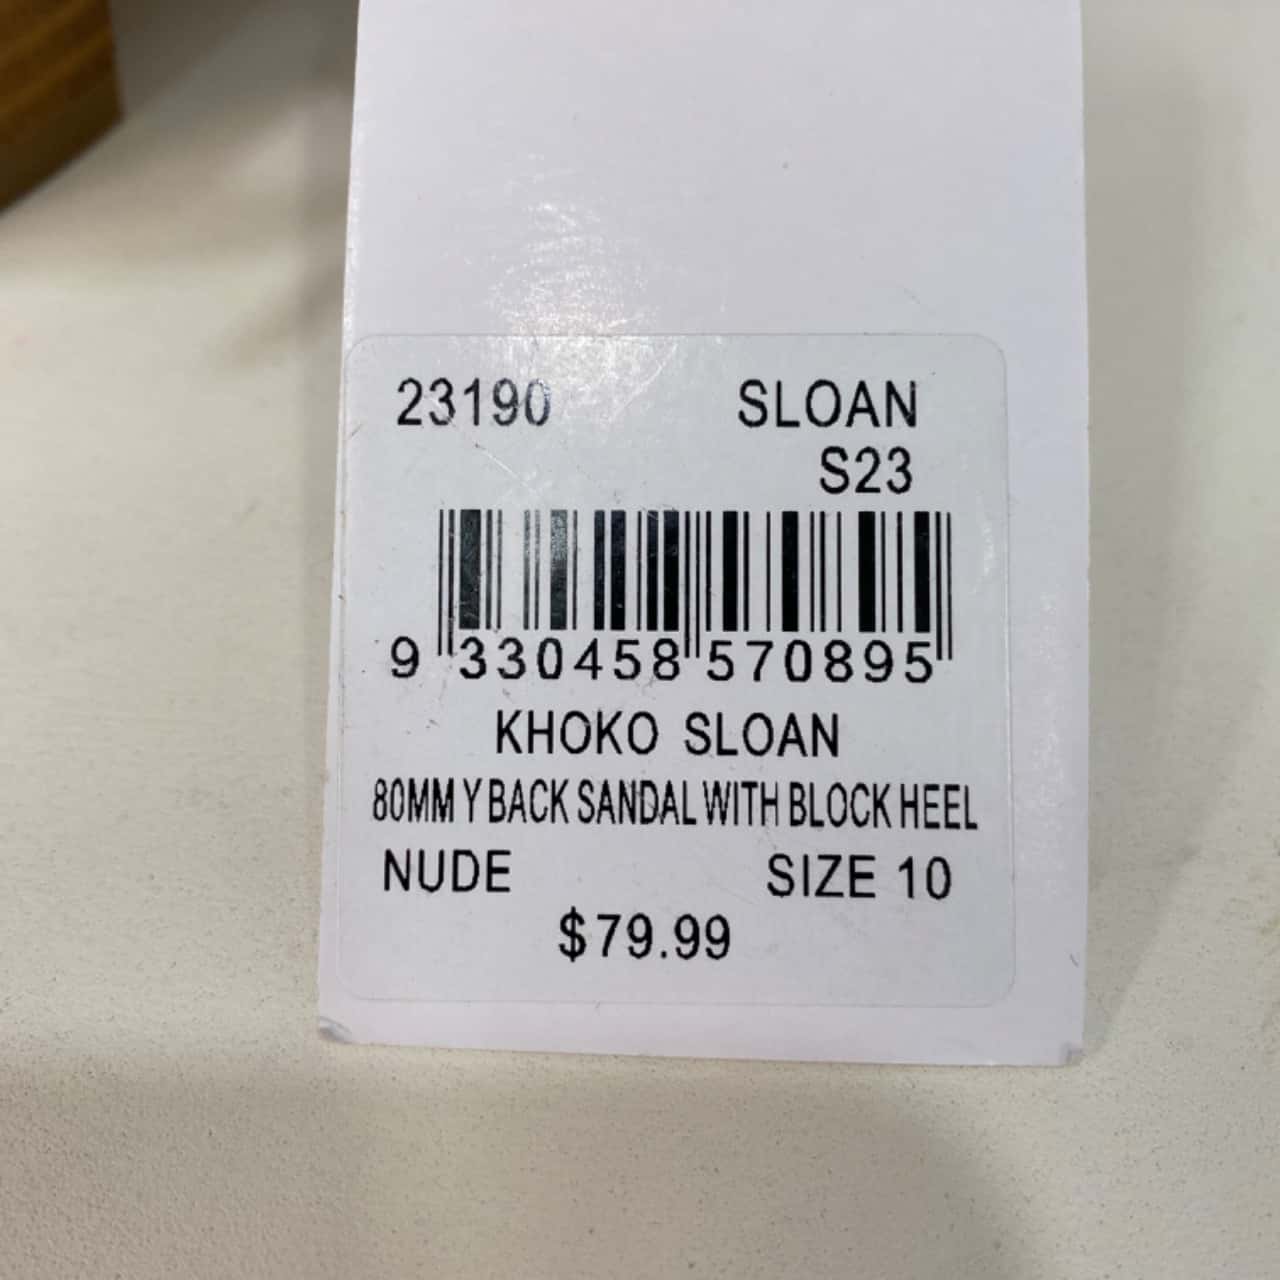 23190 SLOAN
S23
9 330458 570895
KHOKO SLOAN
80MM Y BACK SANDAL WITH BLOCK HEEL
NUDE SIZE 10
$79.99